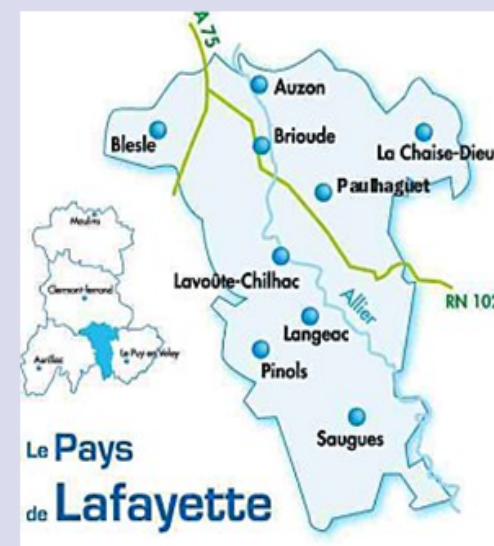 A 75
Auzon
Blesle
Brioude
La Chaise-Dieu
Paulhaguet
Lavoûte-Chilhac
Allier
RN 102
Langeac
Pinols
Saugues
Moulins
Clermont-Ferrand
Aurillac
Le Puy en Velay
Le Pays
de Lafayette